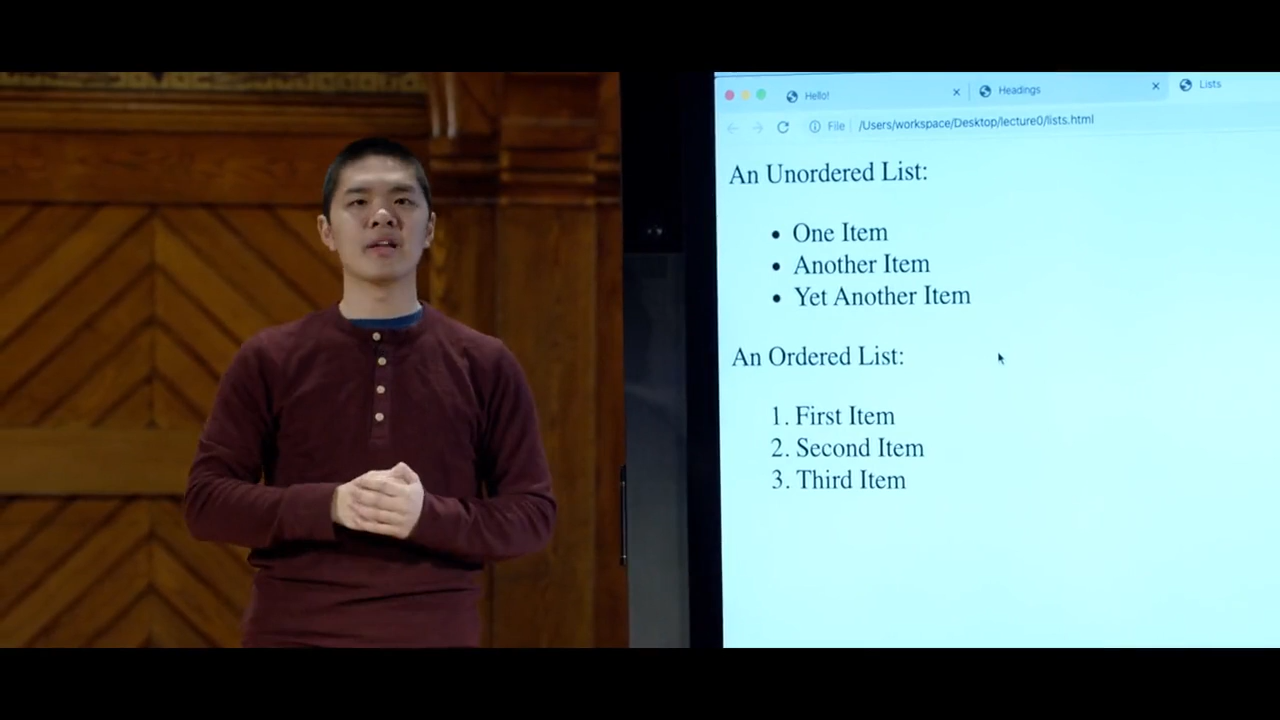 Hello!
Headings
Lists
File /Users/workspace/Desktop/lecture0/lists.html
An Unordered List:
• One Item
• Another Item
• Yet Another Item
An Ordered List:
1. First Item
2. Second Item
3. Third Item